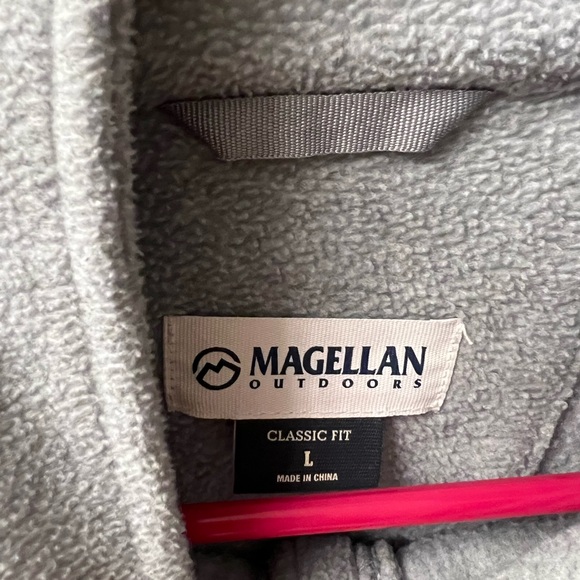 MAGELLAN
OUTDOORS
CLASSIC FIT
L
MADE IN CHINA